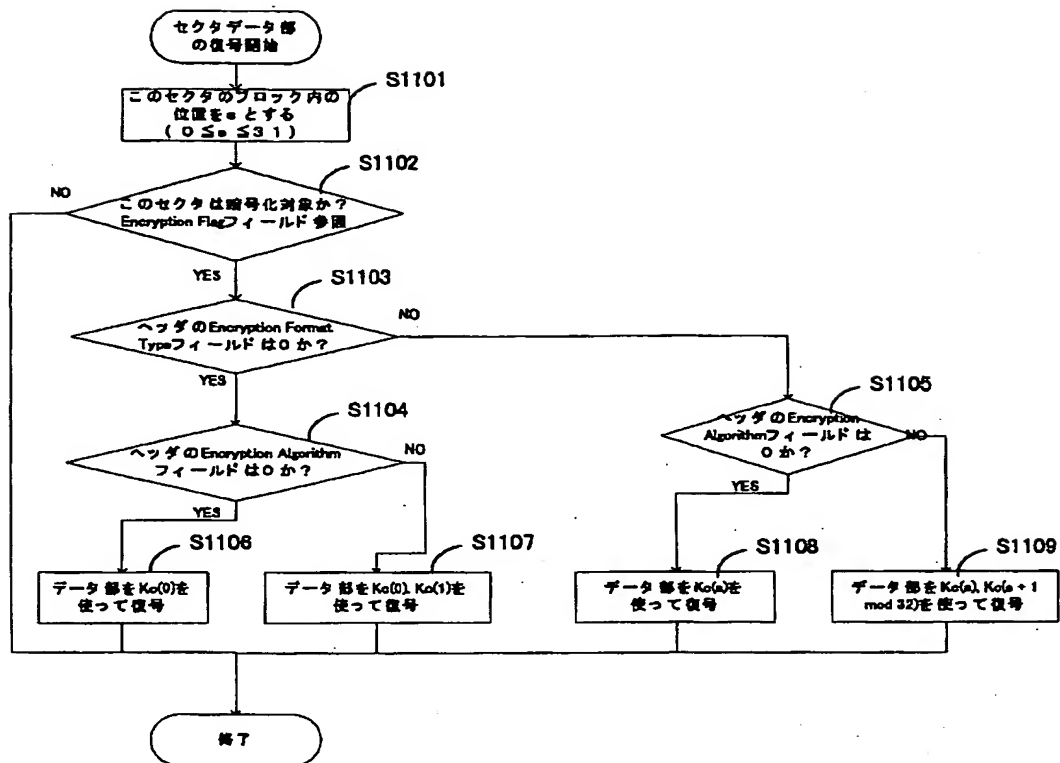 セクタデータ部
の復号開始
S1101
このセクタのブロック内の
位置をsとする
(0≦s≦31)
S1102
NO
このセクタは暗号化対象か?
Encryption Flagフィールド参照
YES
S1103
NO
ヘッダのEncryption Format
Typeフィールドは0か?
YES
S1104
ヘッダのEncryption Algorithm
フィールドは0か?
NO
YES
S1105
ヘッダのEncryption
Algorithmフィールドは
0か?
NO
YES
S1106
データ部をKc(0)を
使って復号
S1107
データ部をKc(0), Kc(1)を
使って復号
S1108
データ部をKc(s)を
使って復号
S1109
データ部をKc(s), Kc(s + 1
mod 32)を使って復号
終了